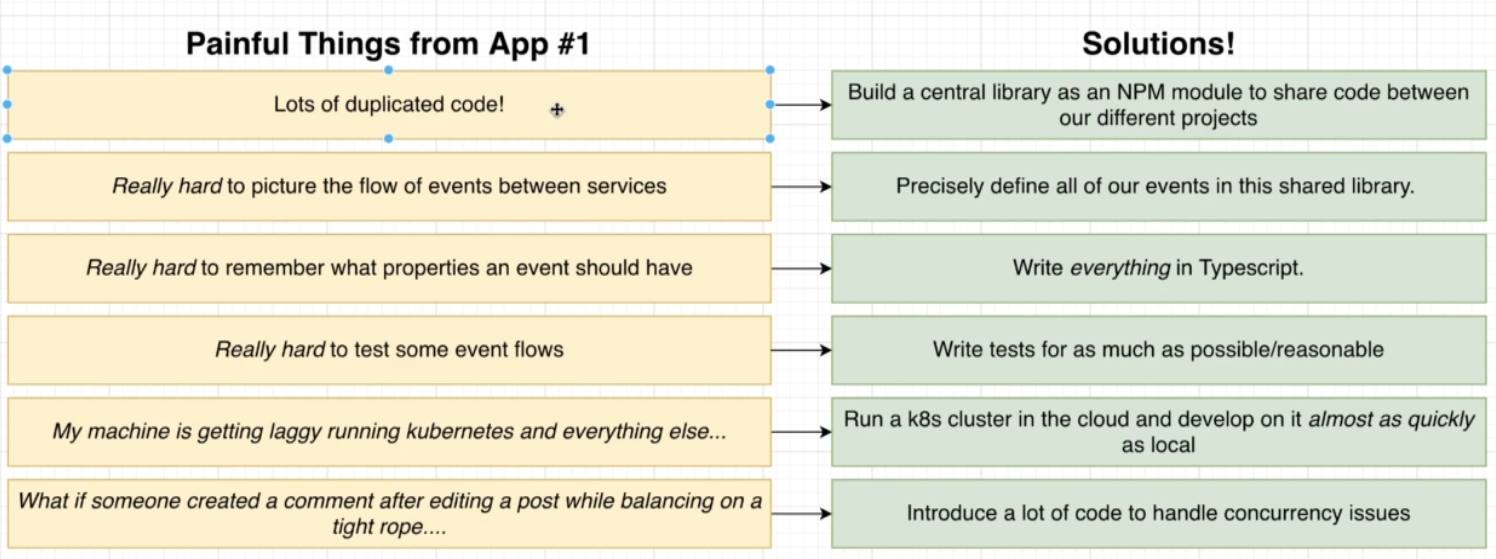 Painful Things from App #1
Solutions!
Lots of duplicated code!
Build a central library as an NPM module to share code between
our different projects
Really hard to picture the flow of events between services
Precisely define all of our events in this shared library.
Really hard to remember what properties an event should have
Write everything in Typescript.
Really hard to test some event flows
Write tests for as much as possible/reasonable
My machine is getting laggy running kubernetes and everything else...
Run a k8s cluster in the cloud and develop on it almost as quickly
as local
What if someone created a comment after editing a post while balancing on a
tight rope....
Introduce a lot of code to handle concurrency issues